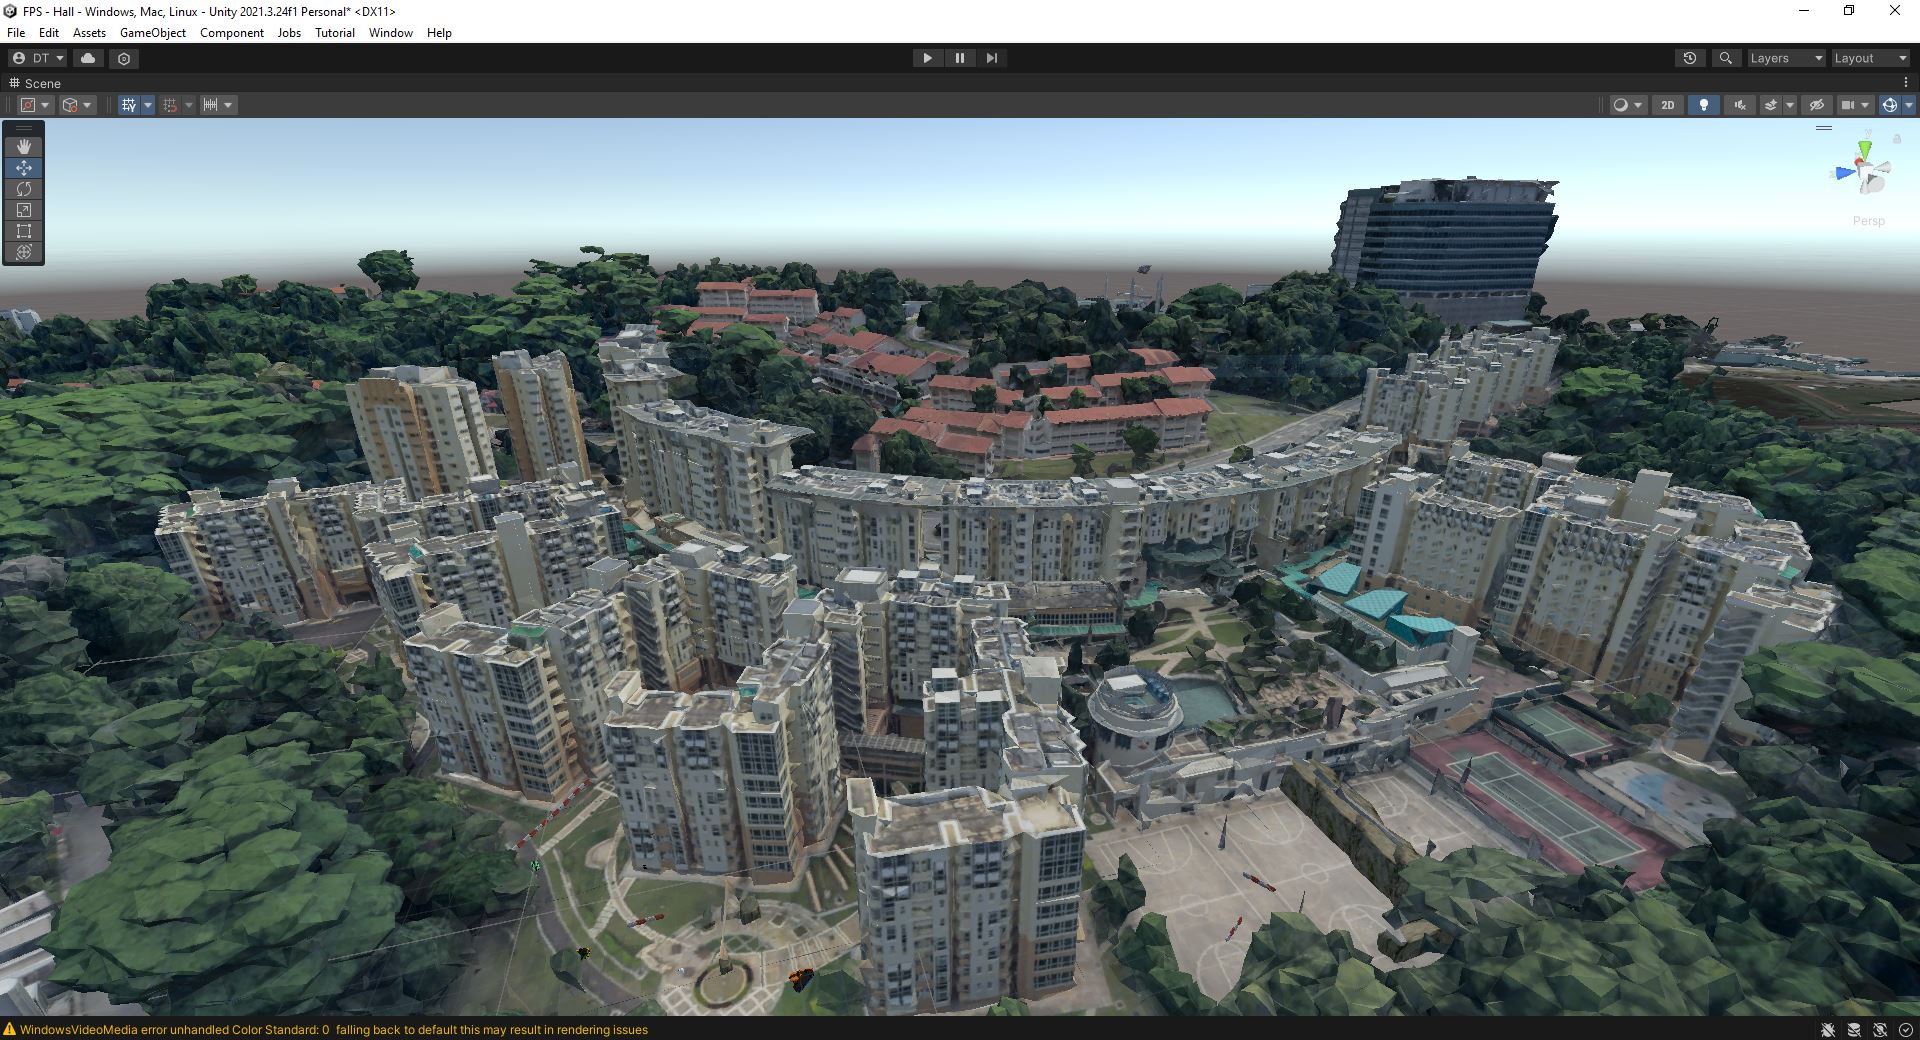 FPS - Hall - Windows, Mac, Linux - Unity 2021.3.24f1 Personal* <DX11>
File Edit Assets GameObject Component Jobs Tutorial Window Help
DT Layers Layout
Scene
2D
y
Persp
WindowsVideoMedia error unhandled Color Standard: 0 falling back to default this may result in rendering issues